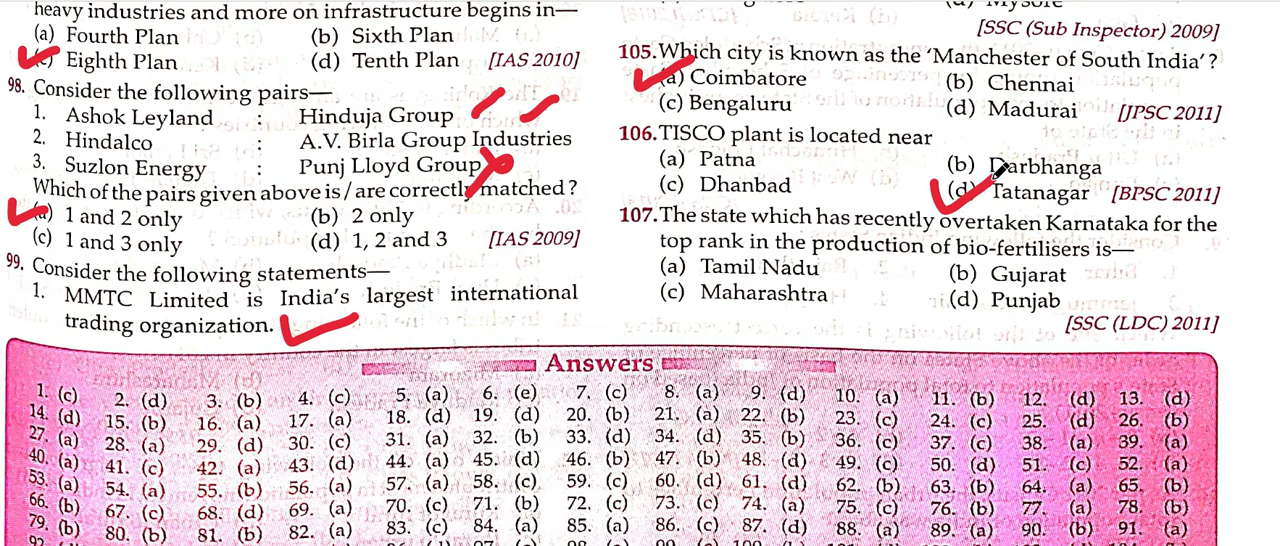 heavy industries and more on infrastructure begins in—
(a) Fourth Plan (b) Sixth Plan
Eighth Plan (d) Tenth Plan [IAS 2010]
98. Consider the following pairs—
1. Ashok Leyland : Hinduja Group
2. Hindalco : A.V. Birla Group Industries
3. Suzlon Energy : Punj Lloyd Group
Which of the pairs given above is/are correctly matched?
(a) 1 and 2 only (b) 2 only
(c) 1 and 3 only (d) 1, 2 and 3 [IAS 2009]
99. Consider the following statements—
1. MMTC Limited is India's largest international
trading organization.
[SSC (Sub Inspector) 2009]
105. Which city is known as the 'Manchester of South India'?
(a) Coimbatore (b) Chennai
(c) Bengaluru (d) Madurai [JPSC 2011]
106. TISCO plant is located near
(a) Patna (b) Darbhanga
(c) Dhanbad (d) Tatanagar [BPSC 2011]
107. The state which has recently overtaken Karnataka for the
top rank in the production of bio-fertilisers is—
(a) Tamil Nadu (b) Gujarat
(c) Maharashtra (d) Punjab
[SSC (LDC) 2011]
Answers
1. (c) 2. (d) 3. (b) 4. (c) 5. (a) 6. (e) 7. (c) 8. (a) 9. (d) 10. (a) 11. (b) 12. (d) 13. (d)
14. (d) 15. (b) 16. (a) 17. (a) 18. (d) 19. (d) 20. (b) 21. (a) 22. (b) 23. (c) 24. (c) 25. (d) 26. (b)
27. (a) 28. (a) 29. (d) 30. (c) 31. (a) 32. (b) 33. (d) 34. (d) 35. (b) 36. (c) 37. (c) 38. (a) 39. (a)
40. (a) 41. (c) 42. (a) 43. (d) 44. (a) 45. (d) 46. (b) 47. (b) 48. (d) 49. (c) 50. (d) 51. (c) 52. (a)
53. (a) 54. (a) 55. (b) 56. (a) 57. (a) 58. (c) 59. (c) 60. (d) 61. (d) 62. (b) 63. (b) 64. (a) 65. (b)
66. (b) 67. (c) 68. (d) 69. (a) 70. (c) 71. (b) 72. (c) 73. (c) 74. (a) 75. (c) 76. (b) 77. (a) 78. (b)
79. (b) 80. (b) 81. (b) 82. (a) 83. (c) 84. (a) 85. (a) 86. (c) 87. (d) 88. (a) 89. (a) 90. (b) 91. (a)